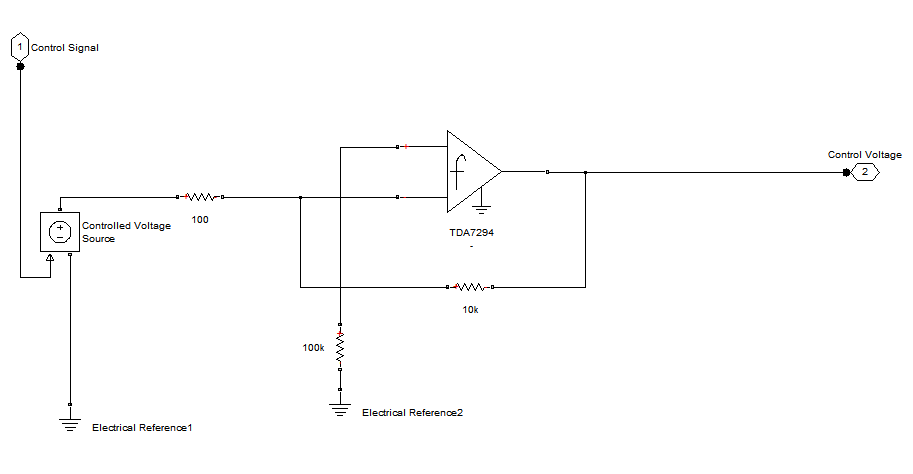 1 Control Signal
Control Voltage
2
Controlled Voltage
Source
100
f
TDA7294
-
10k
100k
Electrical Reference2
Electrical Reference1